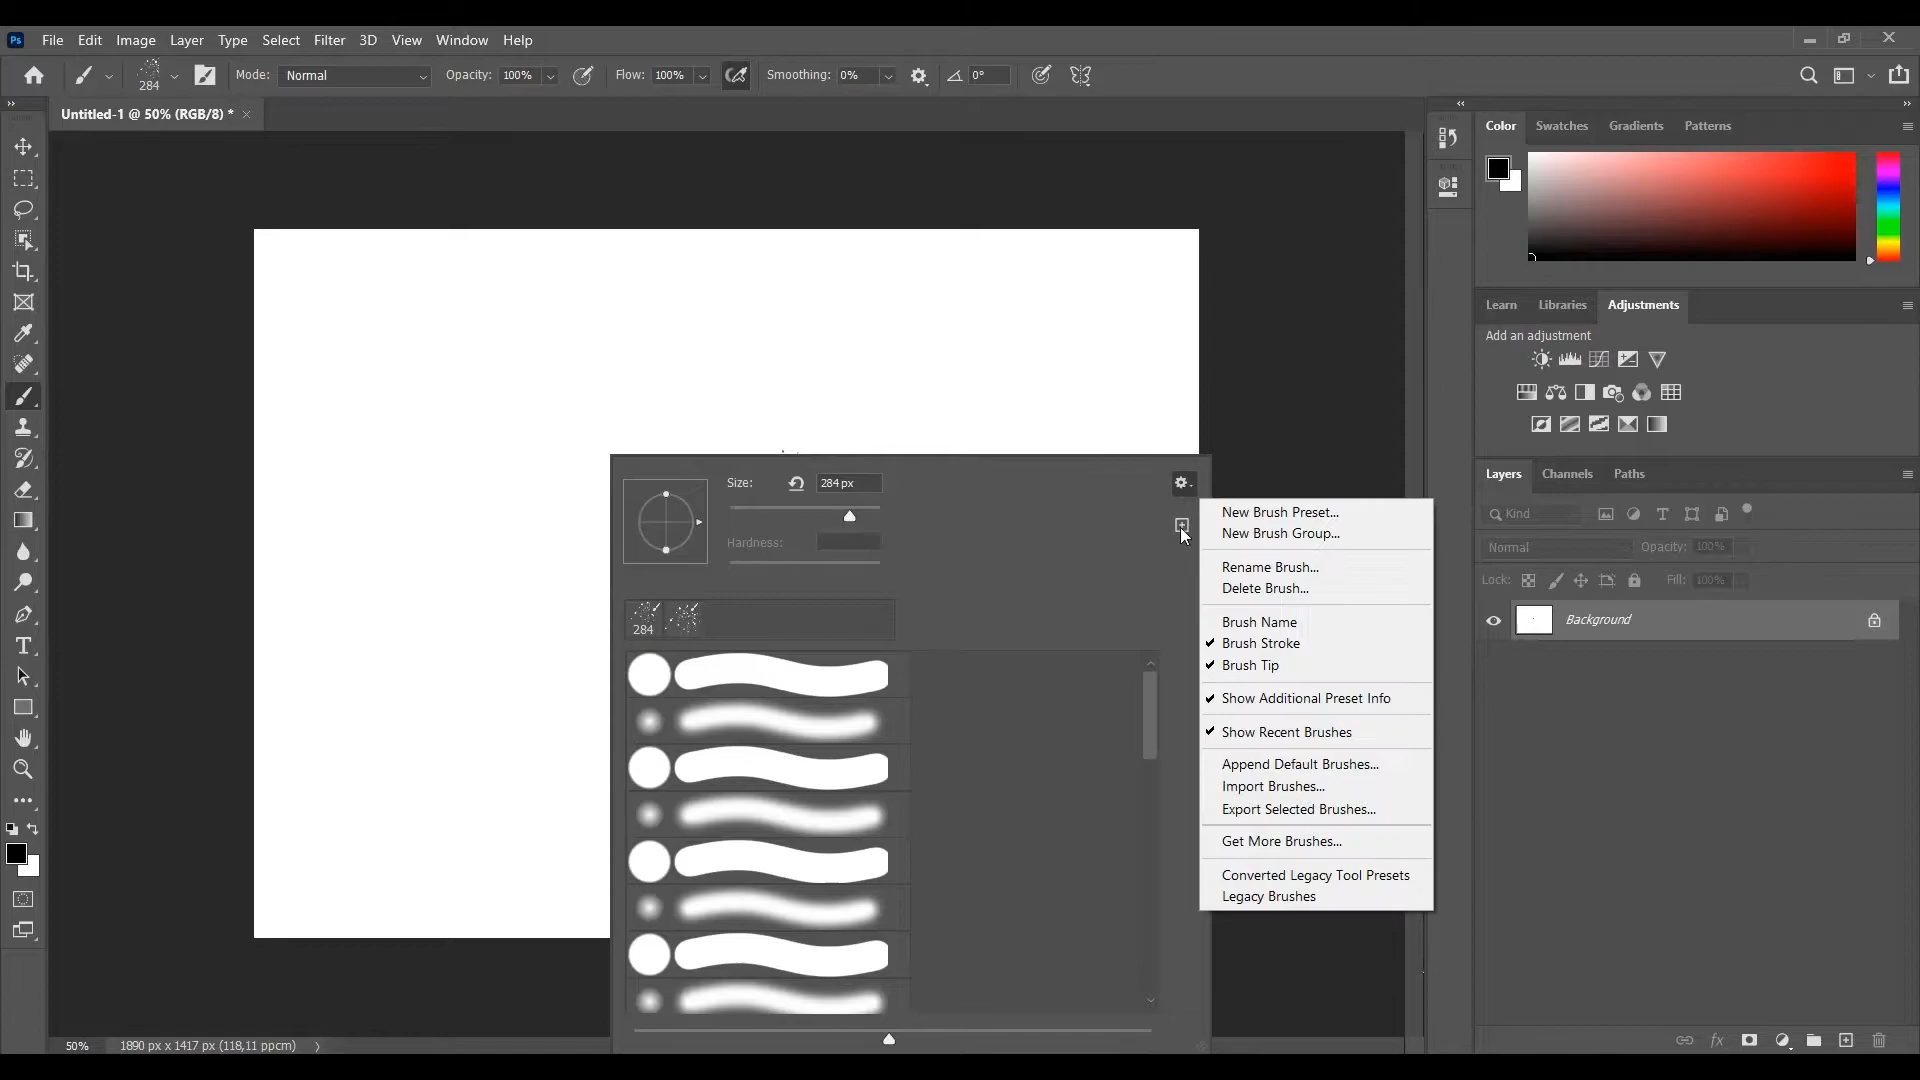 Ps File Edit Image Layer Type Select Filter 3D View Window Help
284 Mode: Normal Opacity: 100% Flow: 100% Smoothing: 0% 0°
Untitled-1 @ 50% (RGB/8) *
Color Swatches Gradients Patterns
Learn Libraries Adjustments
Add an adjustment
Layers Channels Paths
Kind
Normal Opacity: 100%
Lock: Fill: 100%
Background
Size: 284 px
Hardness:
284
New Brush Preset...
New Brush Group...
Rename Brush...
Delete Brush...
Brush Name
Brush Stroke
Brush Tip
Show Additional Preset Info
Show Recent Brushes
Append Default Brushes...
Import Brushes...
Export Selected Brushes...
Get More Brushes...
Converted Legacy Tool Presets
Legacy Brushes
50% 1890 px x 1417 px (118,11 ppcm)